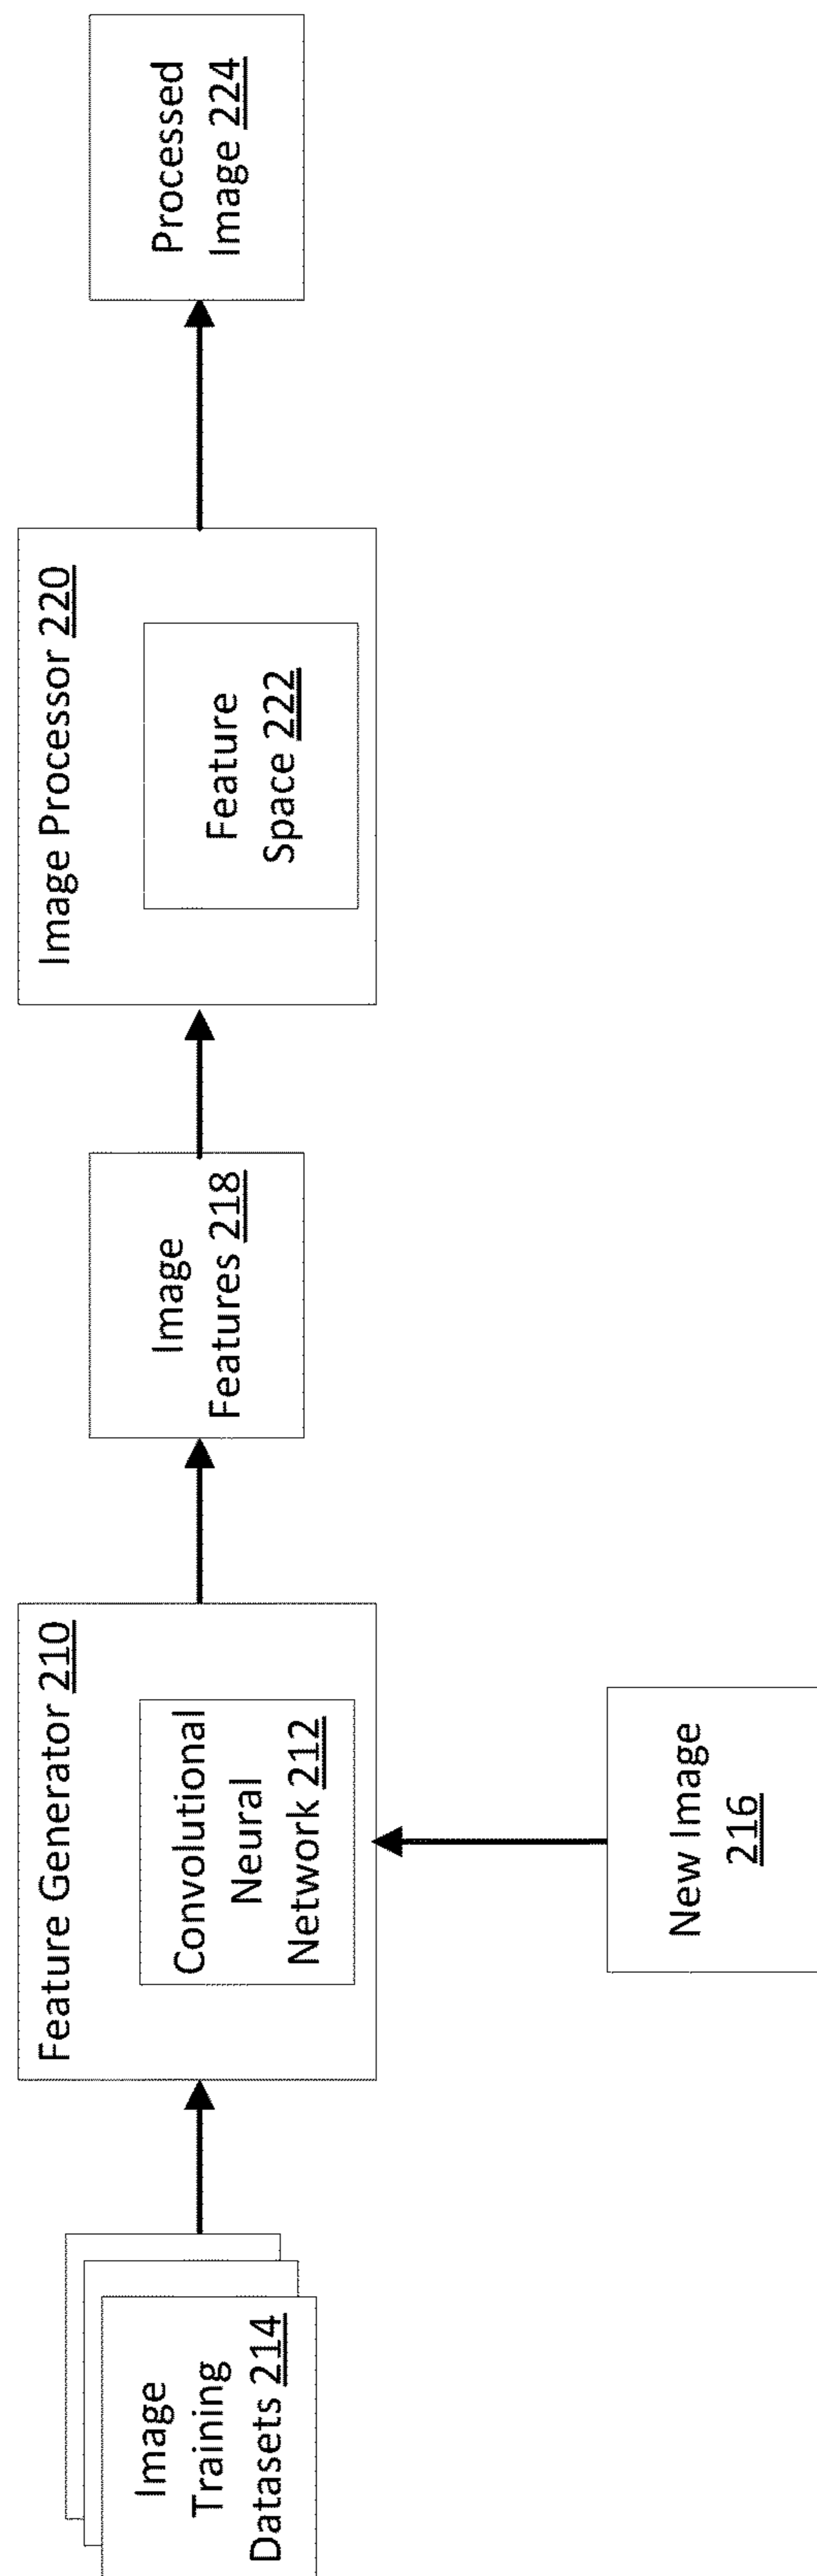 Image
Training
Datasets 214
Feature Generator 210
Convolutional
Neural
Network 212
New Image
216
Image
Features 218
Image Processor 220
Feature
Space 222
Processed
Image 224